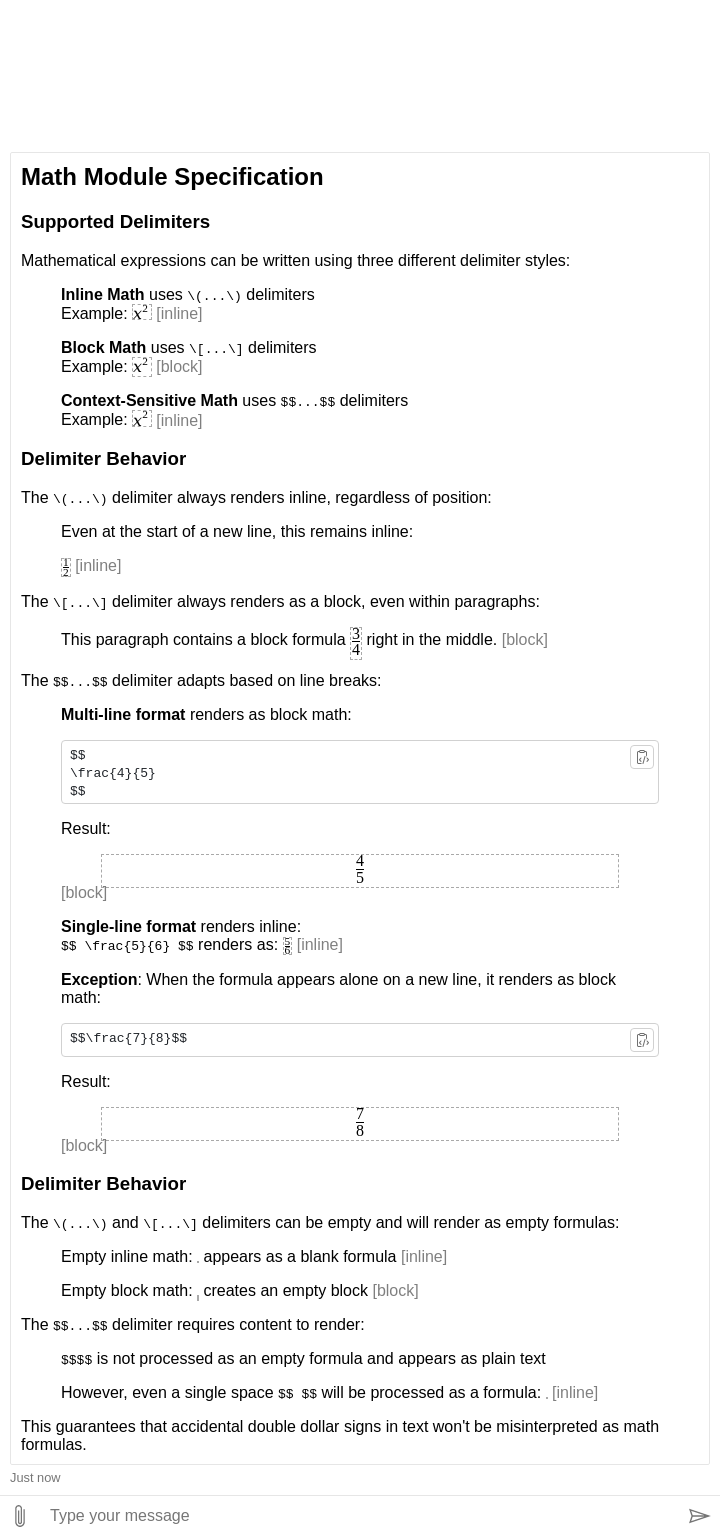 Math Module Specification
Supported Delimiters
Mathematical expressions can be written using three different delimiter styles:
Inline Math uses \(...\) delimiters
Example: x² [inline]
Block Math uses \[...\] delimiters
Example: x² [block]
Context-Sensitive Math uses $$...$$ delimiters
Example: x² [inline]
Delimiter Behavior
The \(...\) delimiter always renders inline, regardless of position:
Even at the start of a new line, this remains inline:
1/2 [inline]
The \[...\] delimiter always renders as a block, even within paragraphs:
This paragraph contains a block formula 3/4 right in the middle. [block]
The $$...$$ delimiter adapts based on line breaks:
Multi-line format renders as block math:
$$
\frac{4}{5}
$$
Result:
4/5
[block]
Single-line format renders inline:
$$ \frac{5}{6} $$ renders as: 5/6 [inline]
Exception: When the formula appears alone on a new line, it renders as block
math:
$$\frac{7}{8}$$
Result:
7/8
[block]
Delimiter Behavior
The \(...\) and \[...\] delimiters can be empty and will render as empty formulas:
Empty inline math: appears as a blank formula [inline]
Empty block math: creates an empty block [block]
The $$...$$ delimiter requires content to render:
$$$$ is not processed as an empty formula and appears as plain text
However, even a single space $$ $$ will be processed as a formula: [inline]
This guarantees that accidental double dollar signs in text won't be misinterpreted as math
formulas.
Just now
Type your message